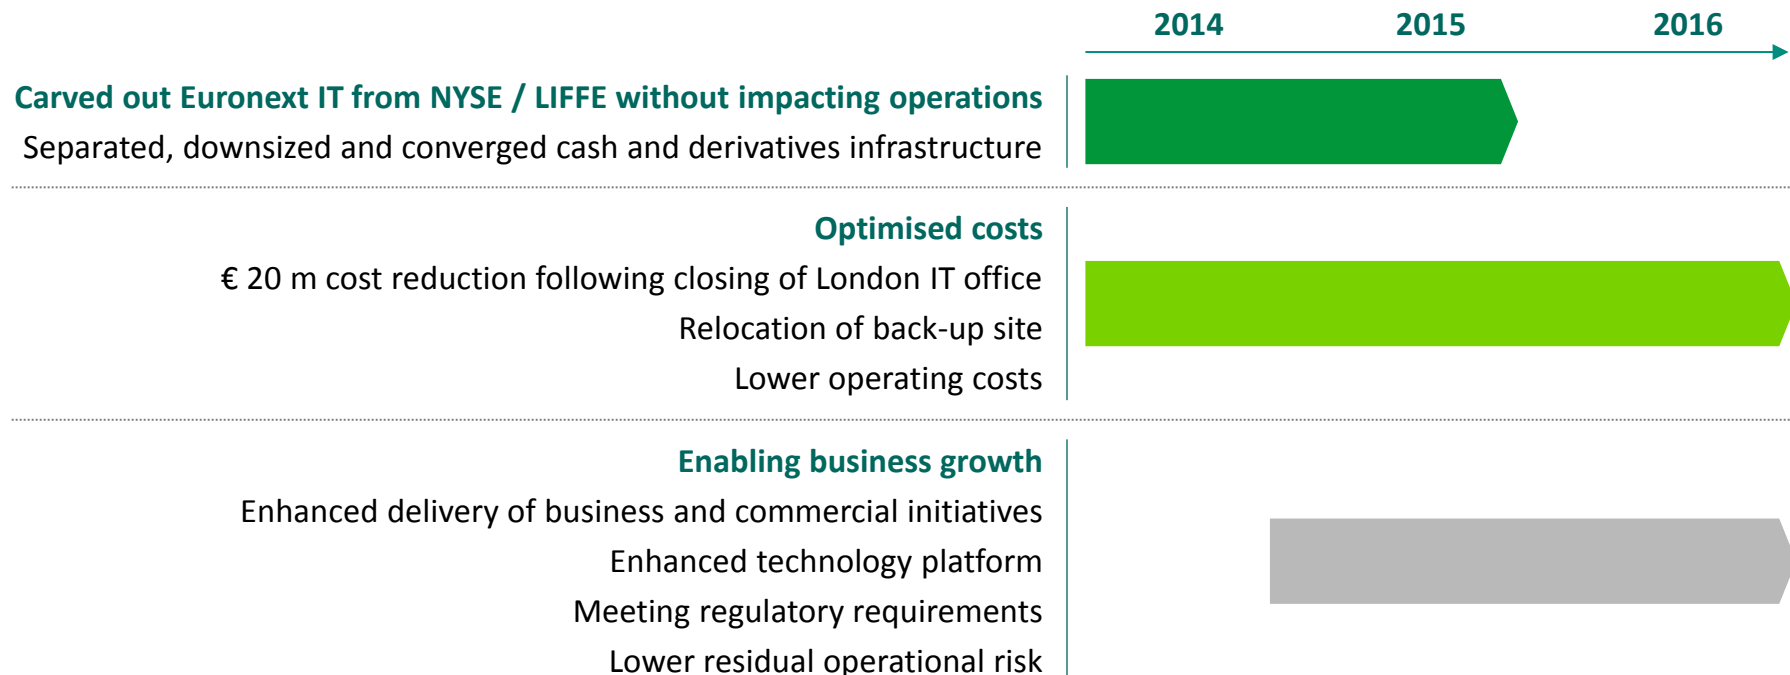 2014 2015 2016
Carved out Euronext IT from NYSE / LIFFE without impacting operations
Separated, downsized and converged cash and derivatives infrastructure
Optimised costs
€ 20 m cost reduction following closing of London IT office
Relocation of back-up site
Lower operating costs
Enabling business growth
Enhanced delivery of business and commercial initiatives
Enhanced technology platform
Meeting regulatory requirements
Lower residual operational risk